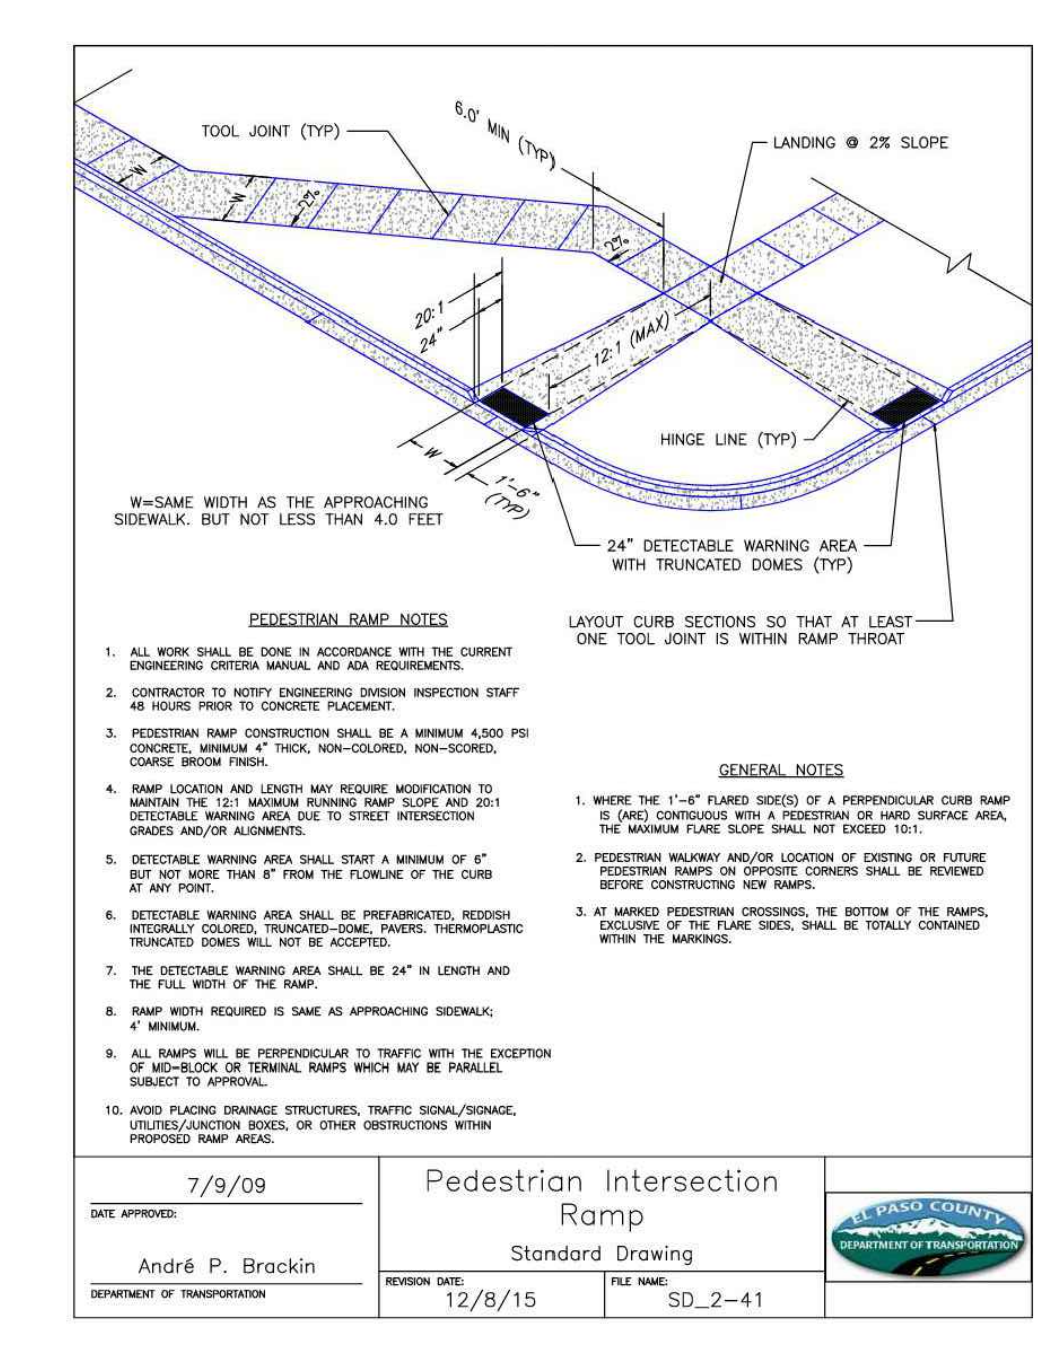 6.0' MIN (TYP)
TOOL JOINT (TYP)
LANDING @ 2% SLOPE
W
W
2%
2%
20:1
24"
12:1 (MAX)
HINGE LINE (TYP)
W
1'-6"
(TYP)
W=SAME WIDTH AS THE APPROACHING
SIDEWALK. BUT NOT LESS THAN 4.0 FEET
24" DETECTABLE WARNING AREA
WITH TRUNCATED DOMES (TYP)
LAYOUT CURB SECTIONS SO THAT AT LEAST
ONE TOOL JOINT IS WITHIN RAMP THROAT
PEDESTRIAN RAMP NOTES
1. ALL WORK SHALL BE DONE IN ACCORDANCE WITH THE CURRENT
ENGINEERING CRITERIA MANUAL AND ADA REQUIREMENTS.
2. CONTRACTOR TO NOTIFY ENGINEERING DIVISION INSPECTION STAFF
48 HOURS PRIOR TO CONCRETE PLACEMENT.
3. PEDESTRIAN RAMP CONSTRUCTION SHALL BE A MINIMUM 4,500 PSI
CONCRETE, MINIMUM 4" THICK, NON-COLORED, NON-SCORED,
COARSE BROOM FINISH.
4. RAMP LOCATION AND LENGTH MAY REQUIRE MODIFICATION TO
MAINTAIN THE 12:1 MAXIMUM RUNNING RAMP SLOPE AND 20:1
DETECTABLE WARNING AREA DUE TO STREET INTERSECTION
GRADES AND/OR ALIGNMENTS.
5. DETECTABLE WARNING AREA SHALL START A MINIMUM OF 6"
BUT NOT MORE THAN 8" FROM THE FLOWLINE OF THE CURB
AT ANY POINT.
6. DETECTABLE WARNING AREA SHALL BE PREFABRICATED, REDDISH
INTEGRALLY COLORED, TRUNCATED-DOME, PAVERS. THERMOPLASTIC
TRUNCATED DOMES WILL NOT BE ACCEPTED.
7. THE DETECTABLE WARNING AREA SHALL BE 24" IN LENGTH AND
THE FULL WIDTH OF THE RAMP.
8. RAMP WIDTH REQUIRED IS SAME AS APPROACHING SIDEWALK;
4' MINIMUM.
9. ALL RAMPS WILL BE PERPENDICULAR TO TRAFFIC WITH THE EXCEPTION
OF MID-BLOCK OR TERMINAL RAMPS WHICH MAY BE PARALLEL
SUBJECT TO APPROVAL.
10. AVOID PLACING DRAINAGE STRUCTURES, TRAFFIC SIGNAL/SIGNAGE,
UTILITIES/JUNCTION BOXES, OR OTHER OBSTRUCTIONS WITHIN
PROPOSED RAMP AREAS.
GENERAL NOTES
1. WHERE THE 1'-6" FLARED SIDE(S) OF A PERPENDICULAR CURB RAMP
IS (ARE) CONTIGUOUS WITH A PEDESTRIAN OR HARD SURFACE AREA,
THE MAXIMUM FLARE SLOPE SHALL NOT EXCEED 10:1.
2. PEDESTRIAN WALKWAY AND/OR LOCATION OF EXISTING OR FUTURE
PEDESTRIAN RAMPS ON OPPOSITE CORNERS SHALL BE REVIEWED
BEFORE CONSTRUCTING NEW RAMPS.
3. AT MARKED PEDESTRIAN CROSSINGS, THE BOTTOM OF THE RAMPS,
EXCLUSIVE OF THE FLARE SIDES, SHALL BE TOTALLY CONTAINED
WITHIN THE MARKINGS.
7/9/09
DATE APPROVED:
André P. Brackin
DEPARTMENT OF TRANSPORTATION
Pedestrian Intersection
Ramp
Standard Drawing
REVISION DATE:
12/8/15
FILE NAME:
SD_2-41
EL PASO COUNTY
DEPARTMENT OF TRANSPORTATION